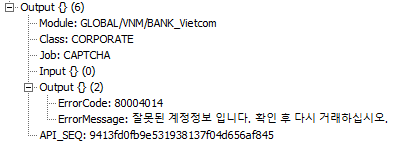 Output {} (6)
Module: GLOBAL/VNM/BANK_Vietcom
Class: CORPORATE
Job: CAPTCHA
Input {} (0)
Output {} (2)
ErrorCode: 80004014
ErrorMessage: 잘못된 계정정보 입니다. 확인 후 다시 거래하십시오.
API_SEQ: 9413fd0fb9e531938137f04d656af845